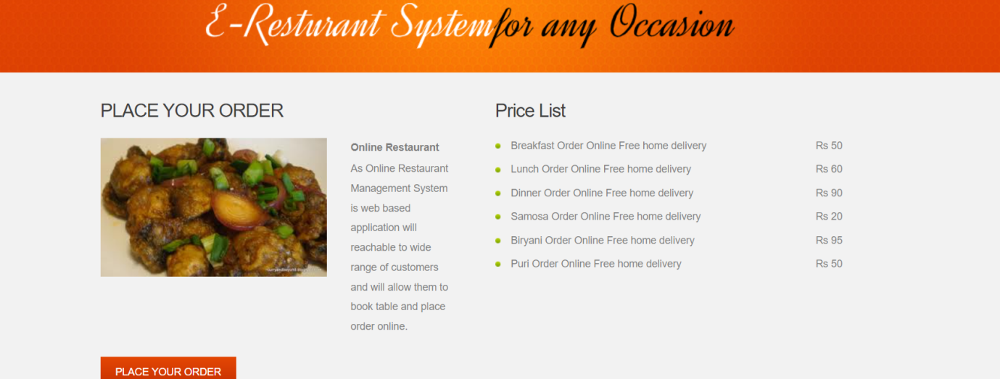 E-Resturant Systemfor any Occasion
PLACE YOUR ORDER
Online Restaurant
As Online Restaurant
Management System
is web based
application will
reachable to wide
range of customers
and will allow them to
book table and place
order online.
PLACE YOUR ORDER
Price List
Breakfast Order Online Free home delivery Rs 50
Lunch Order Online Free home delivery Rs 60
Dinner Order Online Free home delivery Rs 90
Samosa Order Online Free home delivery Rs 20
Biryani Order Online Free home delivery Rs 95
Puri Order Online Free home delivery Rs 50